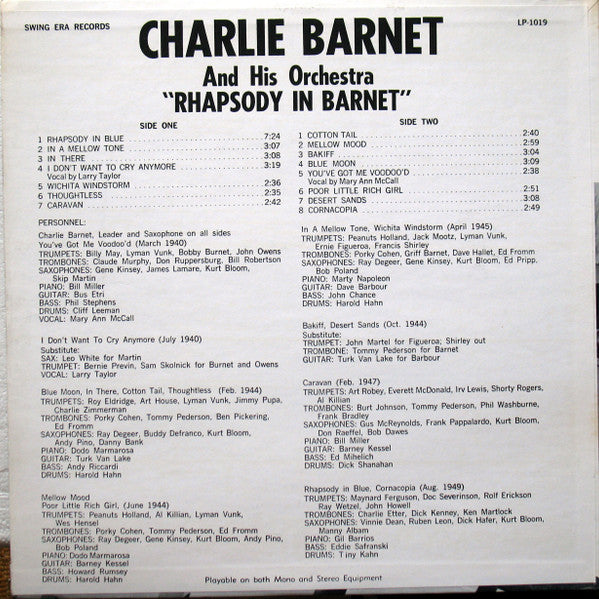 SWING ERA RECORDS
LP-1019
CHARLIE BARNET
And His Orchestra
"RHAPSODY IN BARNET"
SIDE ONE
1 RHAPSODY IN BLUE 7:24
2 IN A MELLOW TONE 3:07
3 IN THERE 3:08
4 I DON'T WANT TO CRY ANYMORE 3:19
Vocal by Larry Taylor
5 WICHITA WINDSTORM 2:36
6 THOUGHTLESS 2:35
7 CARAVAN 2:42
SIDE TWO
1 COTTON TAIL 2:40
2 MELLOW MOOD 2:59
3 BAKIFF 3:04
4 BLUE MOON 3:09
5 YOU'VE GOT ME VOODOO'D 2:38
Vocal by Mary Ann McCall
6 POOR LITTLE RICH GIRL 2:51
7 DESERT SANDS 3:08
8 CORNACOPIA 2:49
PERSONNEL:
Charlie Barnet, Leader and Saxophone on all sides
You've Got Me Voodoo'd (March 1940)
TRUMPETS: Billy May, Lyman Vunk, Bobby Burnet, John Owens
TROMBONES: Claude Murphy, Don Ruppersburg, Bill Robertson
SAXOPHONES: Gene Kinsey, James Lamare, Kurt Bloom,
Skip Martin
PIANO: Bill Miller
GUITAR: Bus Etri
BASS: Phil Stephens
DRUMS: Cliff Leeman
VOCAL: Mary Ann McCall
I Don't Want To Cry Anymore (July 1940)
Substitute:
SAX: Leo White for Martin
TRUMPET: Bernie Previn, Sam Skolnick for Burnet and Owens
VOCAL: Larry Taylor
Blue Moon, In There, Cotton Tail, Thoughtless (Feb. 1944)
TRUMPETS: Roy Eldridge, Art House, Lyman Vunk, Jimmy Pupa,
Charlie Zimmerman
TROMBONES: Porky Cohen, Tommy Pederson, Ben Pickering,
Ed Fromm
SAXOPHONES: Ray Degeer, Buddy Defranco, Kurt Bloom,
Andy Pino, Danny Bank
PIANO: Dodo Marmarosa
GUITAR: Turk Van Lake
BASS: Andy Riccardi
DRUMS: Harold Hahn
Mellow Mood
Poor Little Rich Girl, (June 1944)
TRUMPETS: Peanuts Holland, Al Killian, Lyman Vunk,
Wes Hensel
TROMBONES: Porky Cohen, Tommy Pederson, Ed Fromm
SAXOPHONES: Ray Degeer, Gene Kinsey, Kurt Bloom, Andy Pino,
Bob Poland
PIANO: Dodo Marmarosa
GUITAR: Barney Kessel
BASS: Howard Rumsey
DRUMS: Harold Hahn
In A Mellow Tone, Wichita Windstorm (April 1945)
TRUMPETS: Peanuts Holland, Jack Mootz, Lyman Vunk,
Ernie Figueroa, Francis Shirley
TROMBONES: Porky Cohen, Griff Barnet, Dave Hallet, Ed Fromm
SAXOPHONES: Ray Degeer, Gene Kinsey, Kurt Bloom, Ed Pripp.
Bob Poland
PIANO: Marty Napoleon
GUITAR: Dave Barbour
BASS: John Chance
DRUMS: Harold Hahn
Bakiff, Desert Sands (Oct. 1944)
Substitute:
TRUMPET: John Martel for Figueroa; Shirley out
TROMBONE: Tommy Pederson for Barnet
GUITAR: Turk Van Lake for Barbour
Caravan (Feb. 1947)
TRUMPETS: Art Robey, Everett McDonald, Irv Lewis, Shorty Rogers,
Al Killian
TROMBONES: Burt Johnson, Tommy Pederson, Phil Washburne,
Frank Bradley
SAXOPHONES: Gus McReynolds, Frank Pappalardo, Kurt Bloom,
Don Raeffel, Bob Dawes
PIANO: Bill Miller
GUITAR: Barney Kessel
BASS: Ed Mihelich
DRUMS: Dick Shanahan
Rhapsody in Blue, Cornacopia (Aug. 1949)
TRUMPETS: Maynard Ferguson, Doc Severinson, Rolf Erickson
Ray Wetzel, John Howell
TROMBONES: Charlie Etter, Dick Kenney, Ken Martlock
SAXOPHONES: Vinnie Dean, Ruben Leon, Dick Hafer, Kurt Bloom,
Manny Albam
PIANO: Gil Barrios
BASS: Eddie Safranski
DRUMS: Tiny Kahn
Playable on both Mono and Stereo Equipment